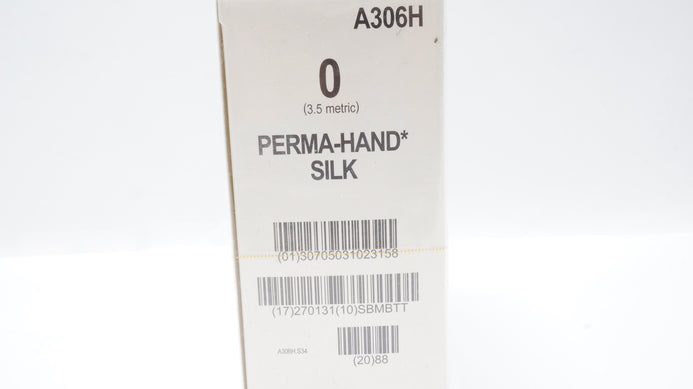 A306H
0
(3.5 metric)
PERMA-HAND*
SILK
(01)30705031023158
(17)270131(10)SBMBTT
A306H.S34
(20)88